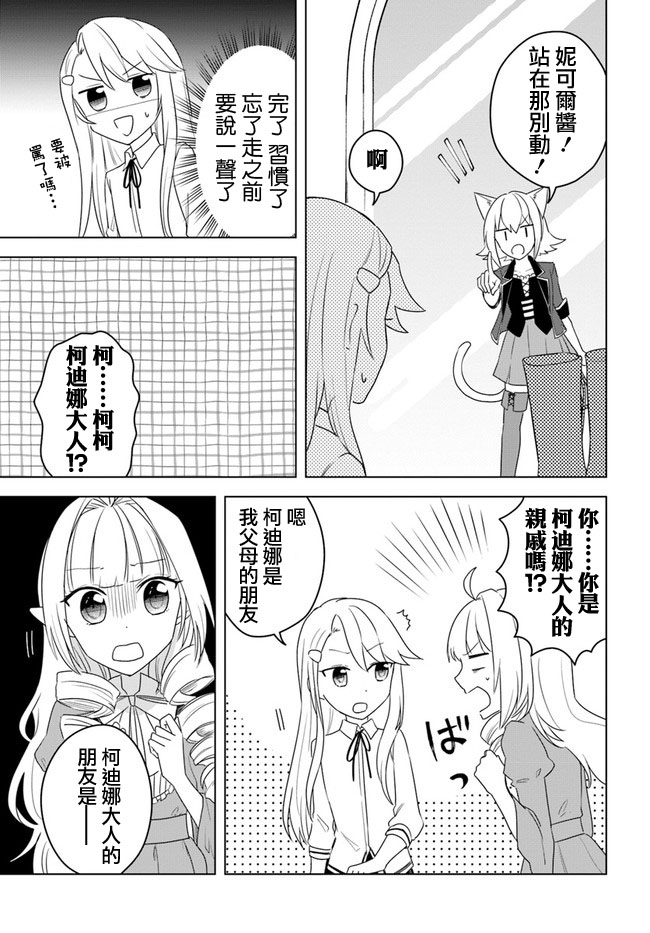 妮可爾醬！
站在那別動！
啊
完了 習慣了
忘了走之前
要說一聲了
要被
罵了嗎…
柯……柯柯
柯迪娜大人!?
你……你是
柯迪娜大人的
親戚嗎!?
嗯
柯迪娜是
我父母的朋友
ばっ
柯迪娜大人的
朋友是——